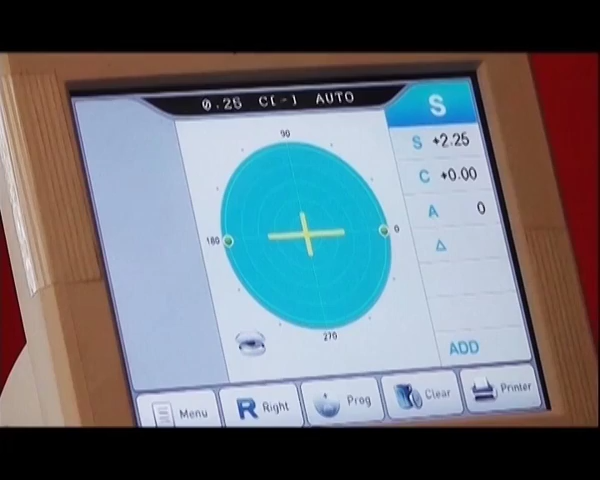 0.25 C(-) AUTO
S
S +2.25
C +0.00
A 0
△
ADD
90
180
0
270
Menu
R Right
Prog
Clear
Printer